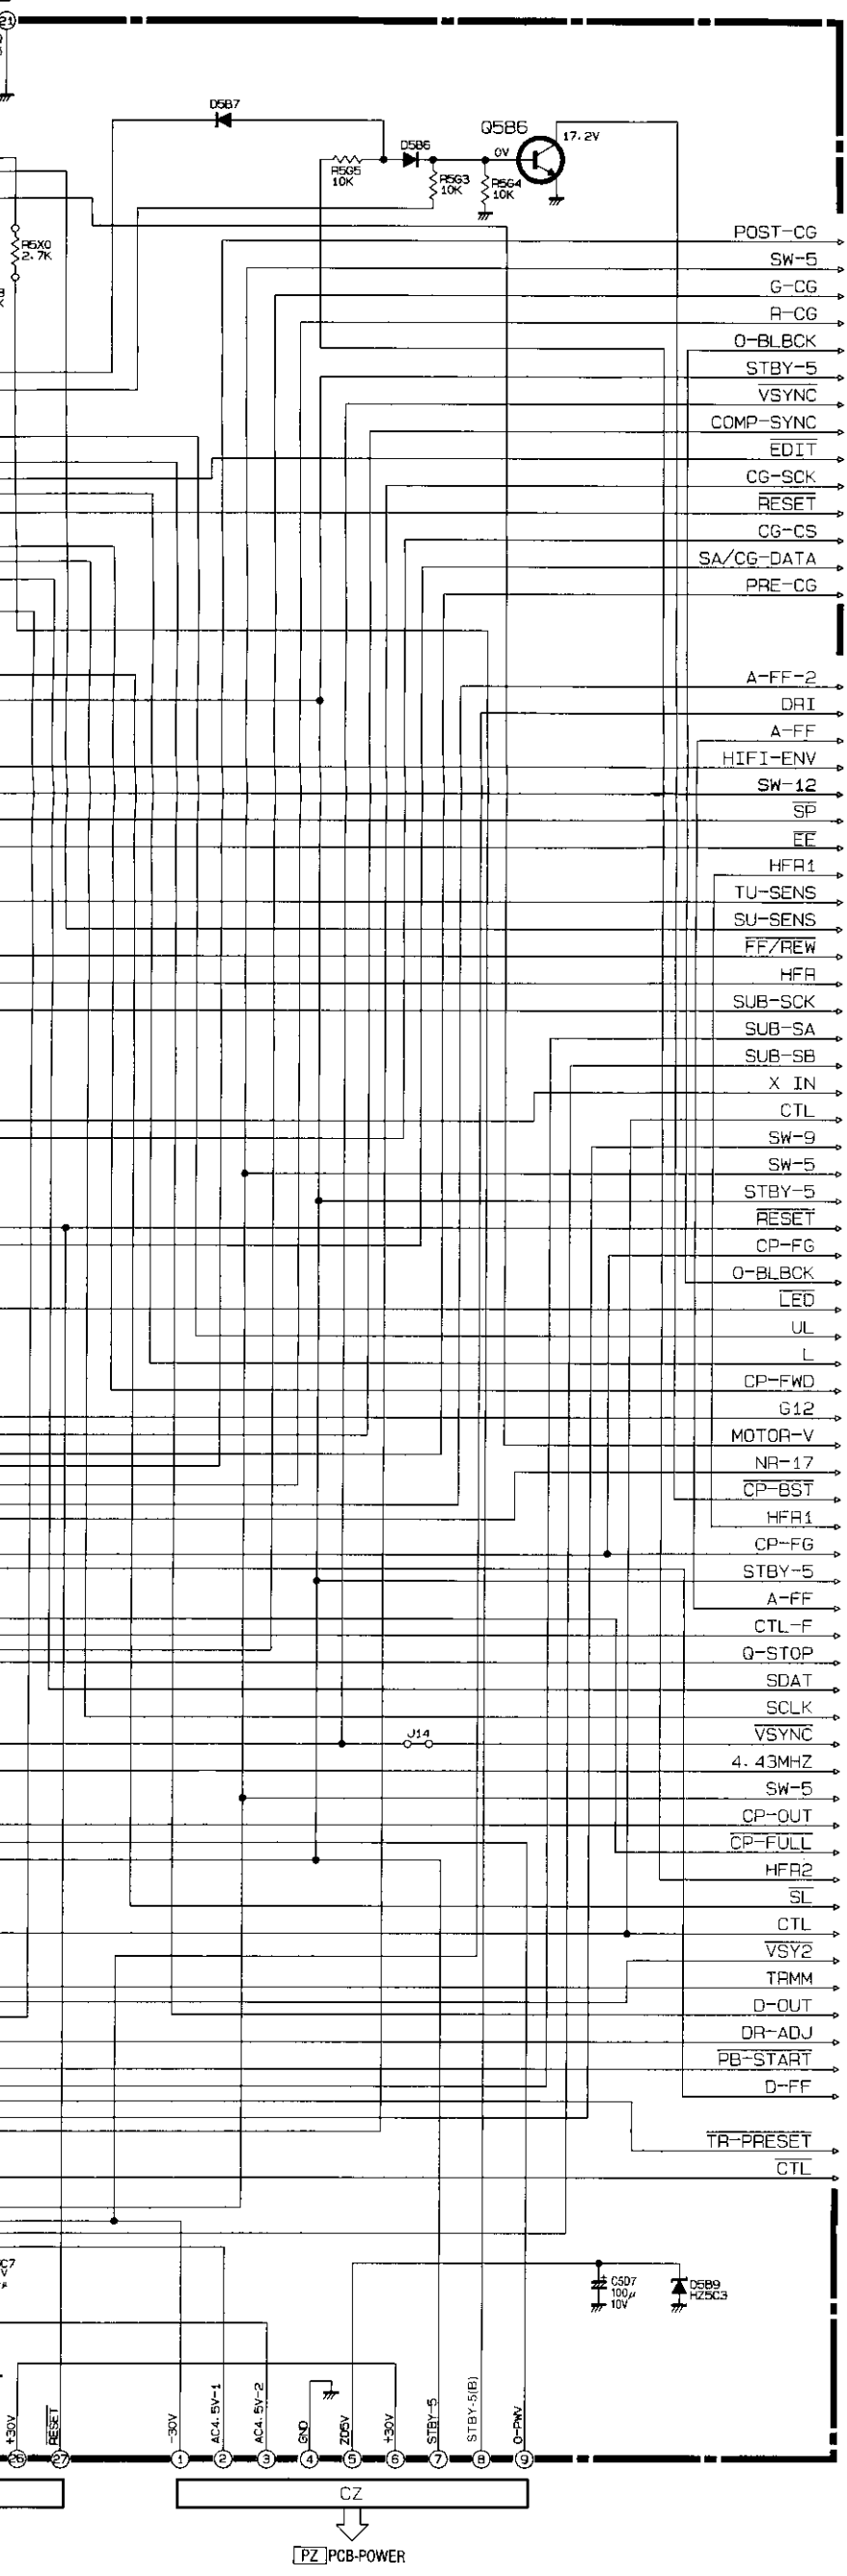 21
D5B7
Q5B6
17.2V
D5B6
0V
R5G5
10K
R5G3
10K
R5G4
10K
R5X0
2.7K
POST-CG
SW-5
G-CG
R-CG
O-BLBCK
STBY-5
VSYNC
COMP-SYNC
EDIT
CG-SCK
RESET
CG-CS
SA/CG-DATA
PRE-CG
A-FF-2
DRI
A-FF
HIFI-ENV
SW-12
SP
EE
HFR1
TU-SENS
SU-SENS
FF/REW
HFR
SUB-SCK
SUB-SA
SUB-SB
X IN
CTL
SW-9
SW-5
STBY-5
RESET
CP-FG
O-BLBCK
LED
UL
L
CP-FWD
G12
MOTOR-V
NR-17
CP-BST
HFR1
CP-FG
STBY-5
A-FF
CTL-F
Q-STOP
SDAT
SCLK
J14
VSYNC
4.43MHZ
SW-5
CP-OUT
CP-FULL
HFR2
SL
CTL
VSY2
TRMM
D-OUT
DR-ADJ
PB-START
D-FF
TR-PRESET
CTL
C7
V
μ
C5D7
100μ
10V
D5B9
HZ5C3
+30V
RESET
-30V
AC4.5V-1
AC4.5V-2
GND
ZD5V
+30V
STBY-5
STBY-5(B)
O-PWV
26 27 1 2 3 4 5 6 7 8 9
CZ
PZ PCB-POWER